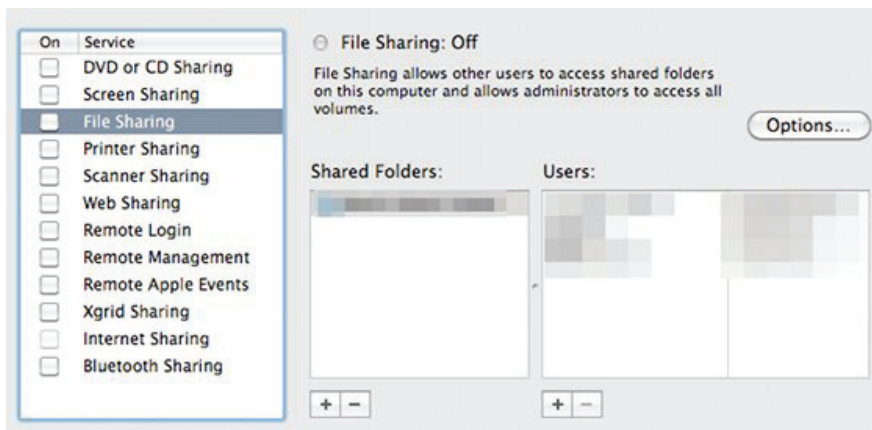 On Service
DVD or CD Sharing
Screen Sharing
File Sharing
Printer Sharing
Scanner Sharing
Web Sharing
Remote Login
Remote Management
Remote Apple Events
Xgrid Sharing
Internet Sharing
Bluetooth Sharing
File Sharing: Off
File Sharing allows other users to access shared folders
on this computer and allows administrators to access all
volumes.
Options...
Shared Folders:
Users:
+ −
+ −